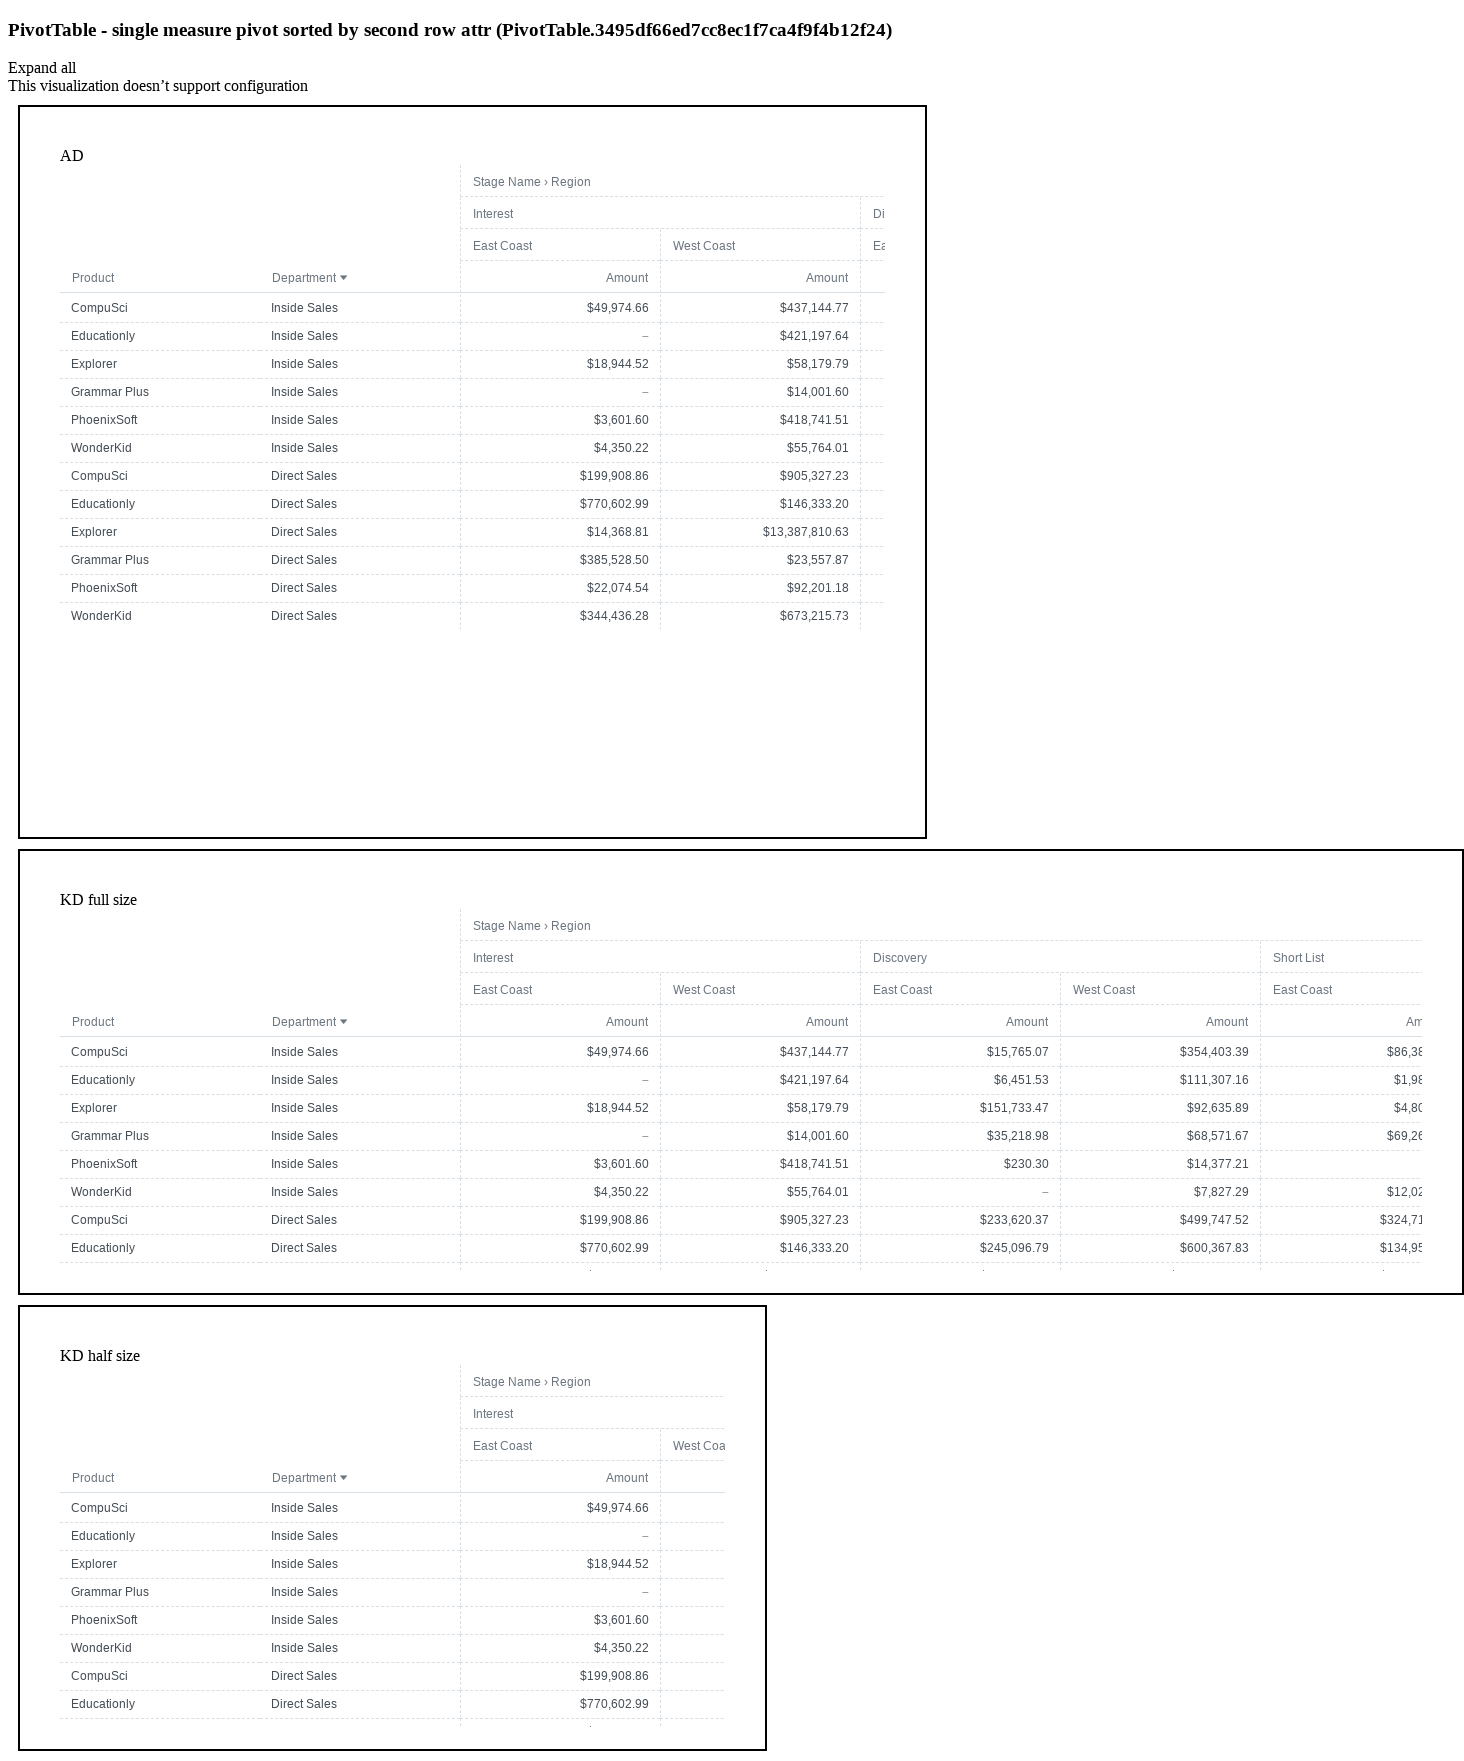 PivotTable - single measure pivot sorted by second row attr (PivotTable.3495df66ed7cc8ec1f7ca4f9f4b12f24)
Expand all
This visualization doesn’t support configuration
AD
Stage Name › Region
Interest Di
East Coast West Coast Ea
Product Department Amount Amount
CompuSci Inside Sales $49,974.66 $437,144.77
Educationly Inside Sales – $421,197.64
Explorer Inside Sales $18,944.52 $58,179.79
Grammar Plus Inside Sales – $14,001.60
PhoenixSoft Inside Sales $3,601.60 $418,741.51
WonderKid Inside Sales $4,350.22 $55,764.01
CompuSci Direct Sales $199,908.86 $905,327.23
Educationly Direct Sales $770,602.99 $146,333.20
Explorer Direct Sales $14,368.81 $13,387,810.63
Grammar Plus Direct Sales $385,528.50 $23,557.87
PhoenixSoft Direct Sales $22,074.54 $92,201.18
WonderKid Direct Sales $344,436.28 $673,215.73
KD full size
Stage Name › Region
Interest Discovery Short List
East Coast West Coast East Coast West Coast East Coast
Product Department Amount Amount Amount Amount Am
CompuSci Inside Sales $49,974.66 $437,144.77 $15,765.07 $354,403.39 $86,38
Educationly Inside Sales – $421,197.64 $6,451.53 $111,307.16 $1,98
Explorer Inside Sales $18,944.52 $58,179.79 $151,733.47 $92,635.89 $4,80
Grammar Plus Inside Sales – $14,001.60 $35,218.98 $68,571.67 $69,26
PhoenixSoft Inside Sales $3,601.60 $418,741.51 $230.30 $14,377.21
WonderKid Inside Sales $4,350.22 $55,764.01 – $7,827.29 $12,02
CompuSci Direct Sales $199,908.86 $905,327.23 $233,620.37 $499,747.52 $324,71
Educationly Direct Sales $770,602.99 $146,333.20 $245,096.79 $600,367.83 $134,95
KD half size
Stage Name › Region
Interest
East Coast West Coa
Product Department Amount
CompuSci Inside Sales $49,974.66
Educationly Inside Sales –
Explorer Inside Sales $18,944.52
Grammar Plus Inside Sales –
PhoenixSoft Inside Sales $3,601.60
WonderKid Inside Sales $4,350.22
CompuSci Direct Sales $199,908.86
Educationly Direct Sales $770,602.99